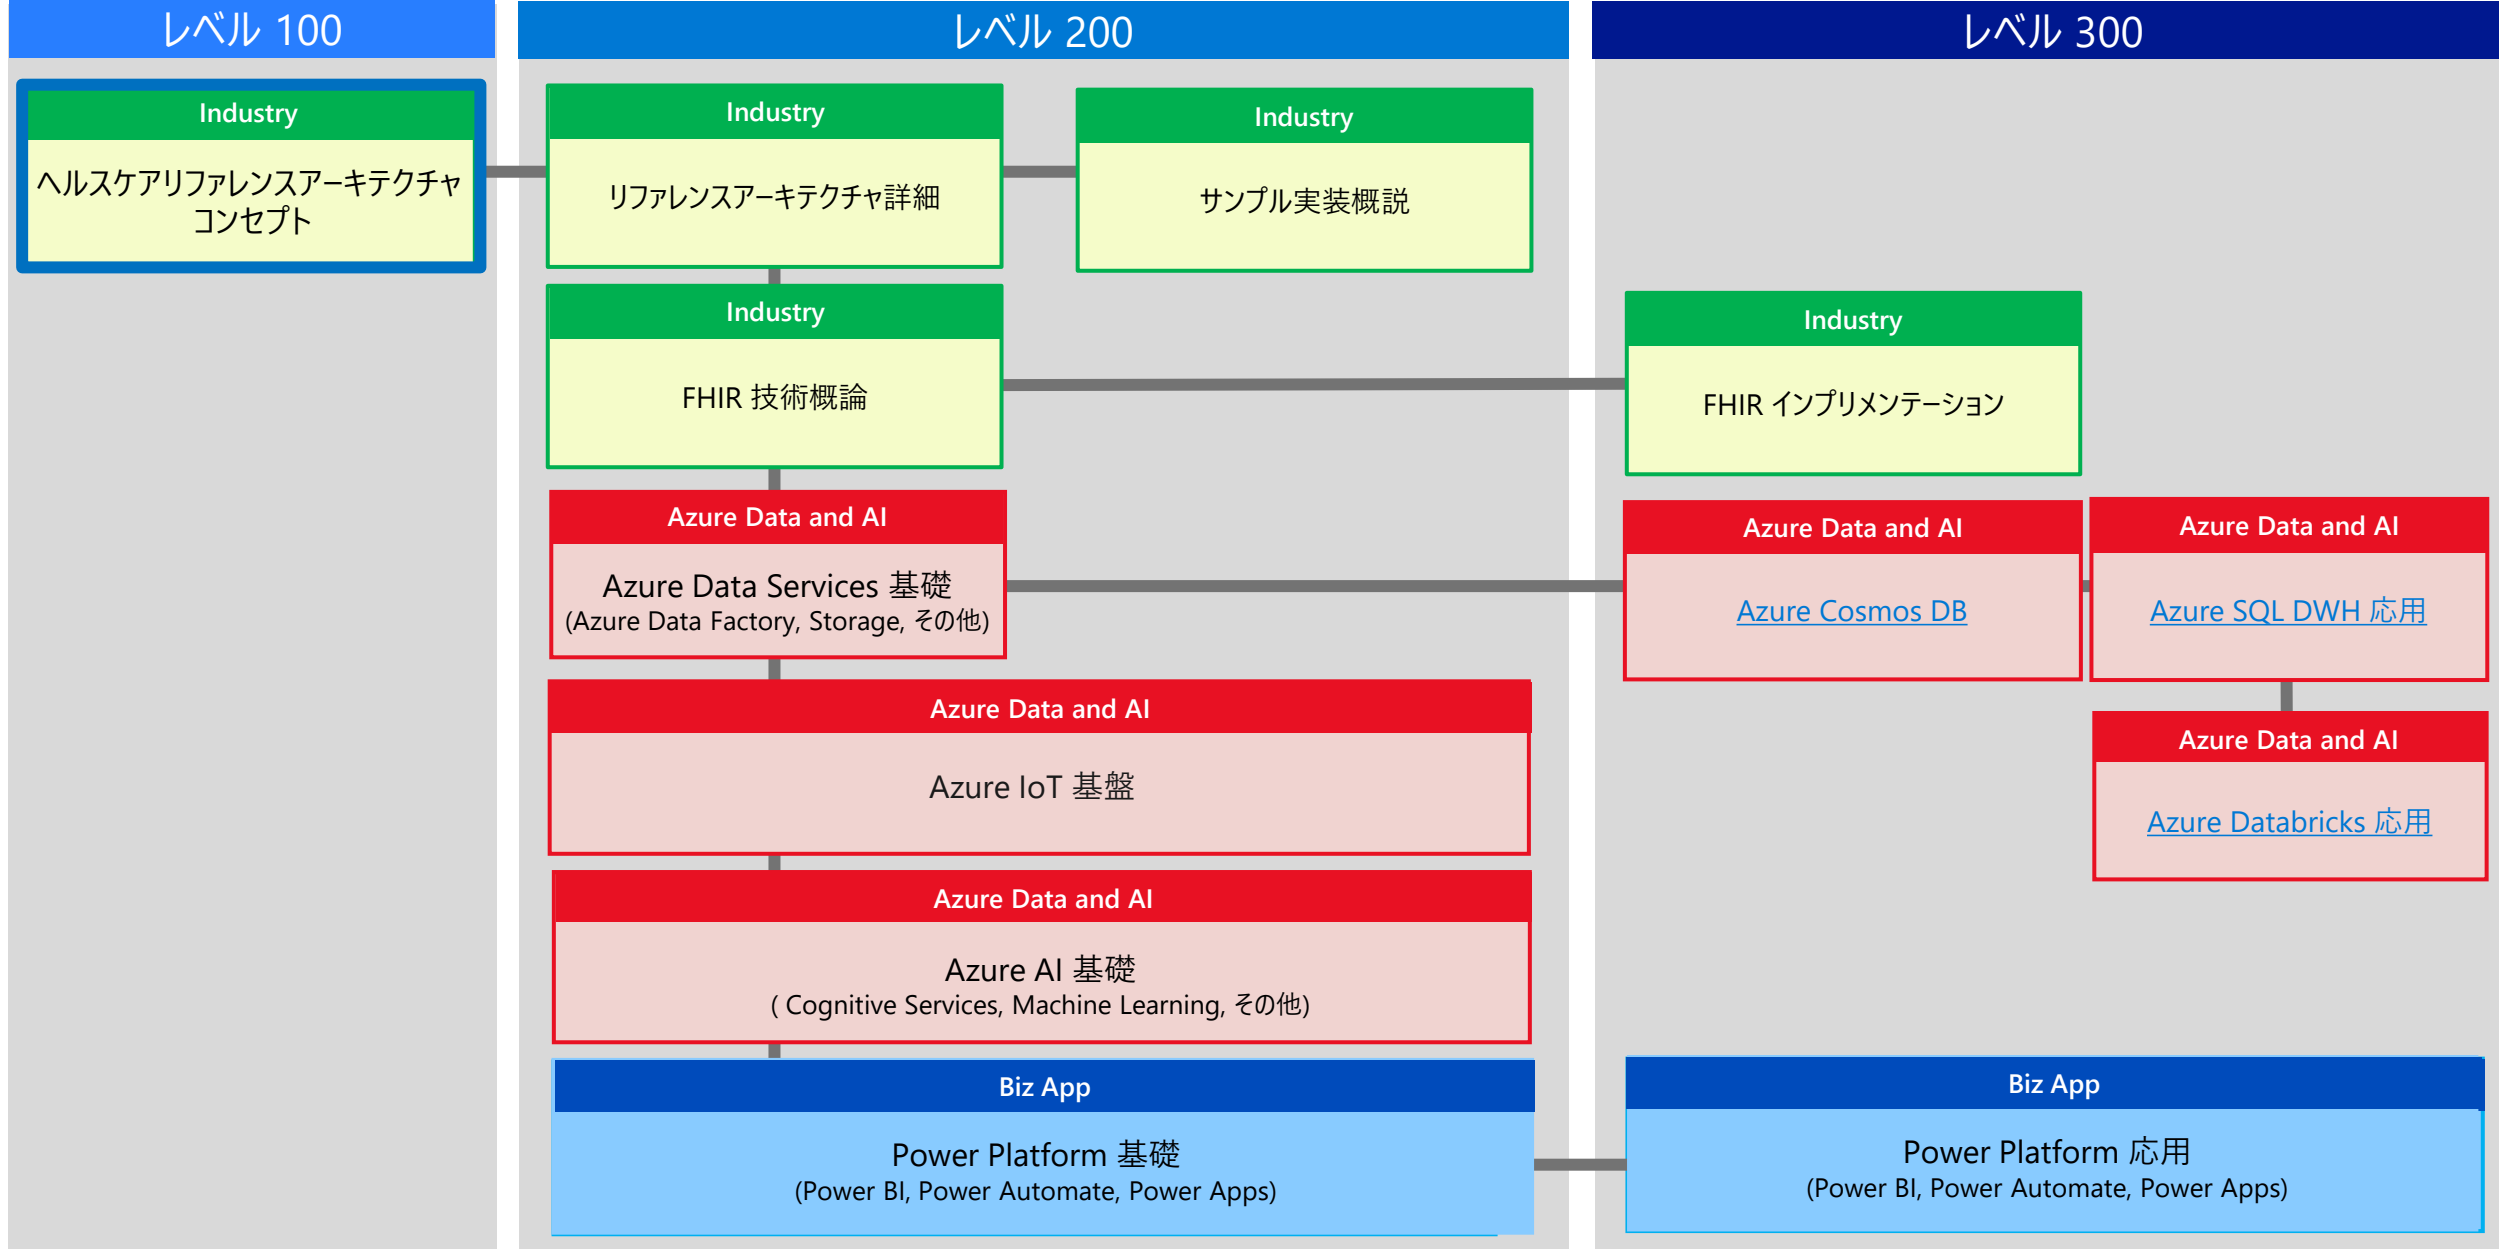 レベル 100
レベル 200
レベル 300
Industry
ヘルスケアリファレンスアーキテクチャ
コンセプト
Industry
リファレンスアーキテクチャ詳細
Industry
サンプル実装概説
Industry
FHIR 技術概論
Industry
FHIR インプリメンテーション
Azure Data and AI
Azure Data Services 基礎
(Azure Data Factory, Storage, その他)
Azure Data and AI
Azure Cosmos DB
Azure Data and AI
Azure SQL DWH 応用
Azure Data and AI
Azure IoT 基盤
Azure Data and AI
Azure Databricks 応用
Azure Data and AI
Azure AI 基礎
( Cognitive Services, Machine Learning, その他)
Biz App
Power Platform 基礎
(Power BI, Power Automate, Power Apps)
Biz App
Power Platform 応用
(Power BI, Power Automate, Power Apps)